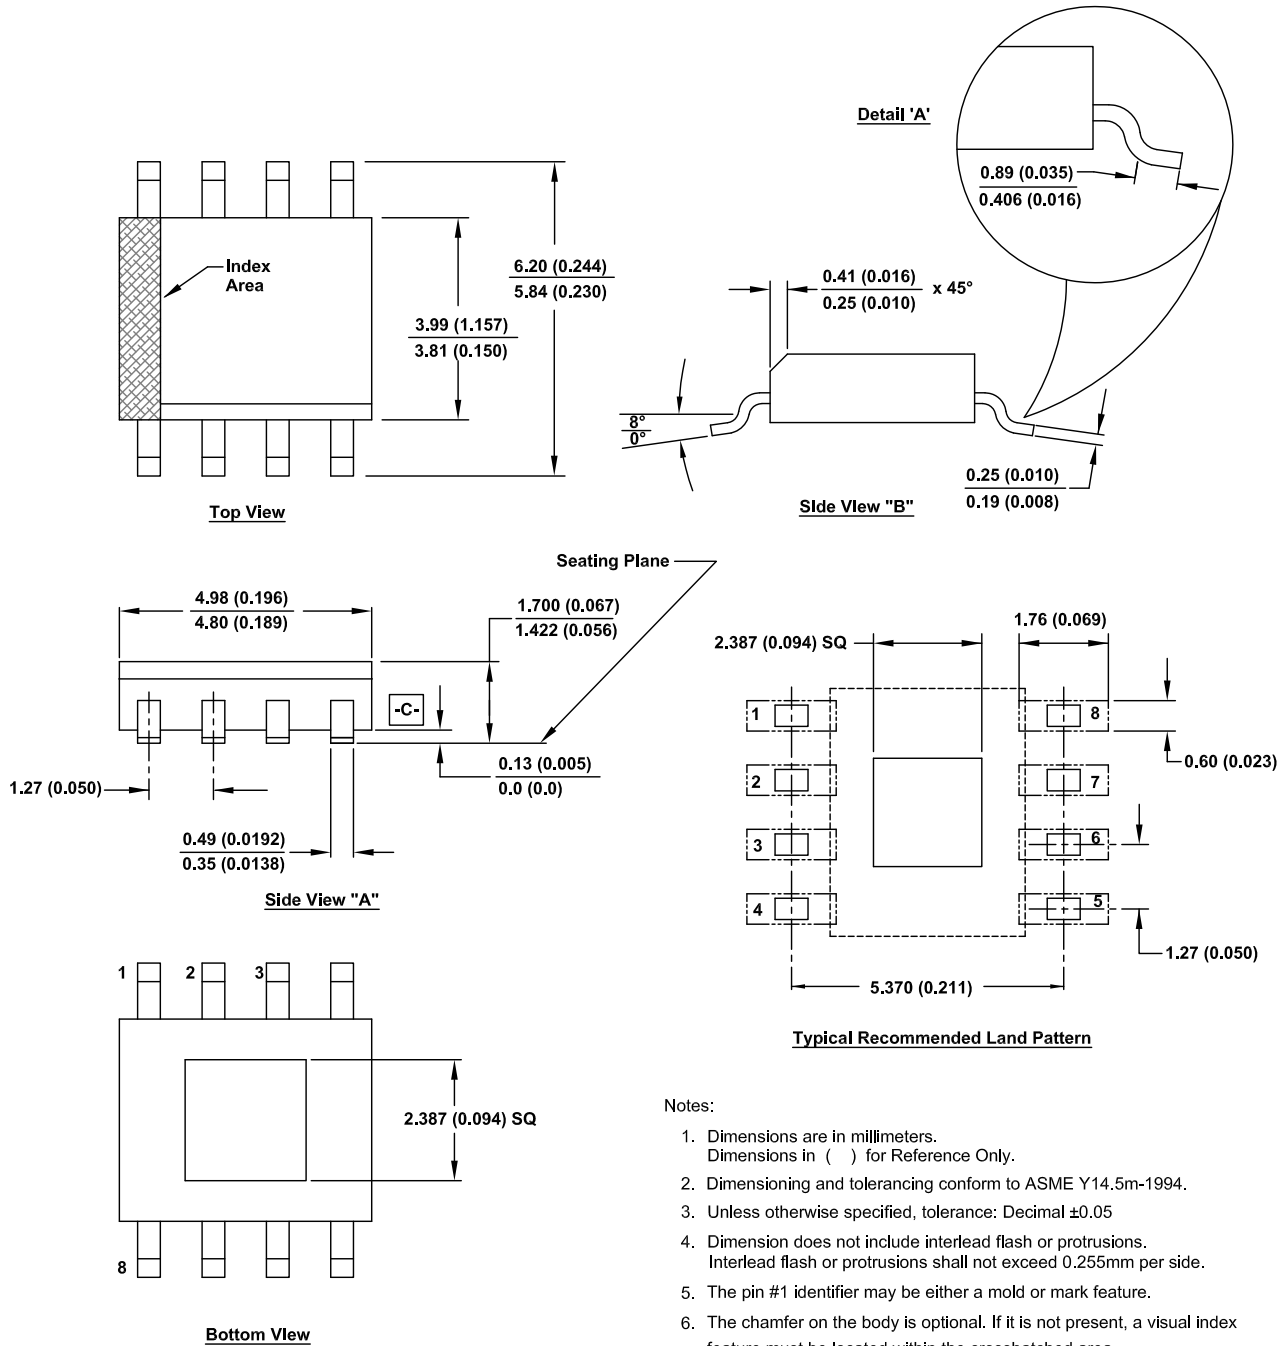 Detail 'A'
0.89 (0.035)
0.406 (0.016)
Index
Area
6.20 (0.244)
5.84 (0.230)
3.99 (1.157)
3.81 (0.150)
Top View
0.41 (0.016)
0.25 (0.010)
x 45°
8°
0°
0.25 (0.010)
0.19 (0.008)
Side View "B"
Seating Plane
4.98 (0.196)
4.80 (0.189)
1.700 (0.067)
1.422 (0.056)
-C-
0.13 (0.005)
0.0 (0.0)
1.27 (0.050)
0.49 (0.0192)
0.35 (0.0138)
Side View "A"
2.387 (0.094) SQ
1.76 (0.069)
1
8
0.60 (0.023)
2
7
3
6
4
5
1.27 (0.050)
5.370 (0.211)
Typical Recommended Land Pattern
1
2
3
2.387 (0.094) SQ
8
Bottom View
Notes:
1. Dimensions are in millimeters.
Dimensions in ( ) for Reference Only.
2. Dimensioning and tolerancing conform to ASME Y14.5m-1994.
3. Unless otherwise specified, tolerance: Decimal ±0.05
4. Dimension does not include interlead flash or protrusions.
Interlead flash or protrusions shall not exceed 0.255mm per side.
5. The pin #1 identifier may be either a mold or mark feature.
6. The chamfer on the body is optional. If it is not present, a visual index
feature must be located within the crosshatched area.